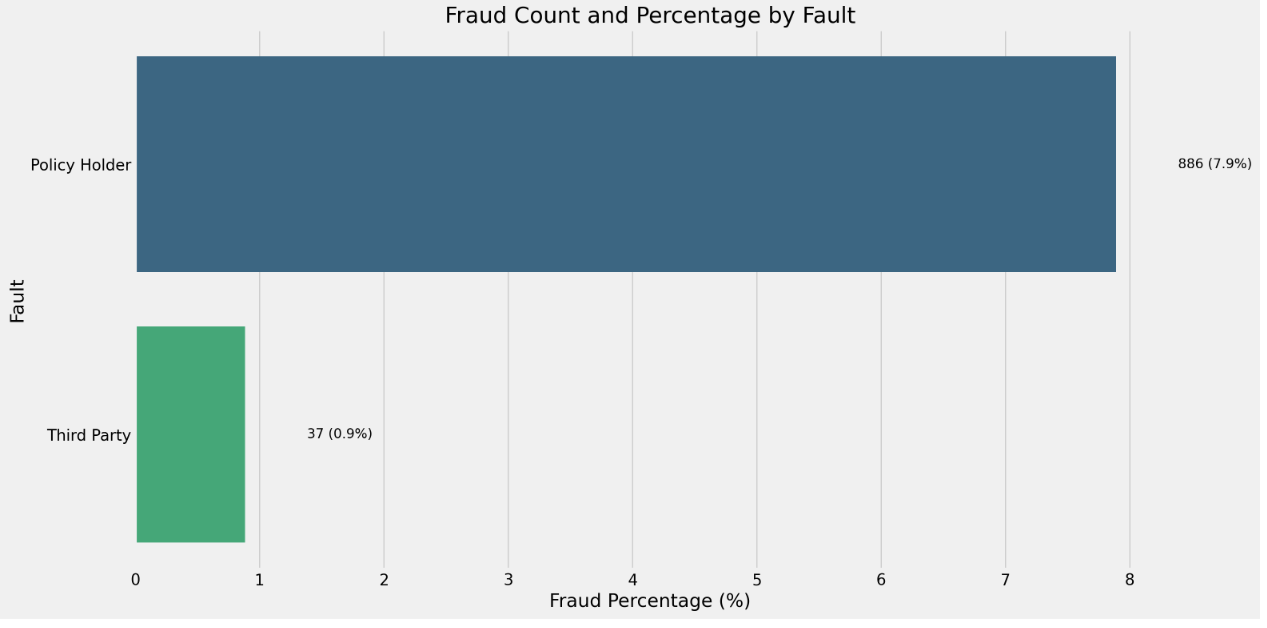 Fraud Count and Percentage by Fault
Policy Holder
886 (7.9%)
Fault
Third Party
37 (0.9%)
0 1 2 3 4 5 6 7 8
Fraud Percentage (%)